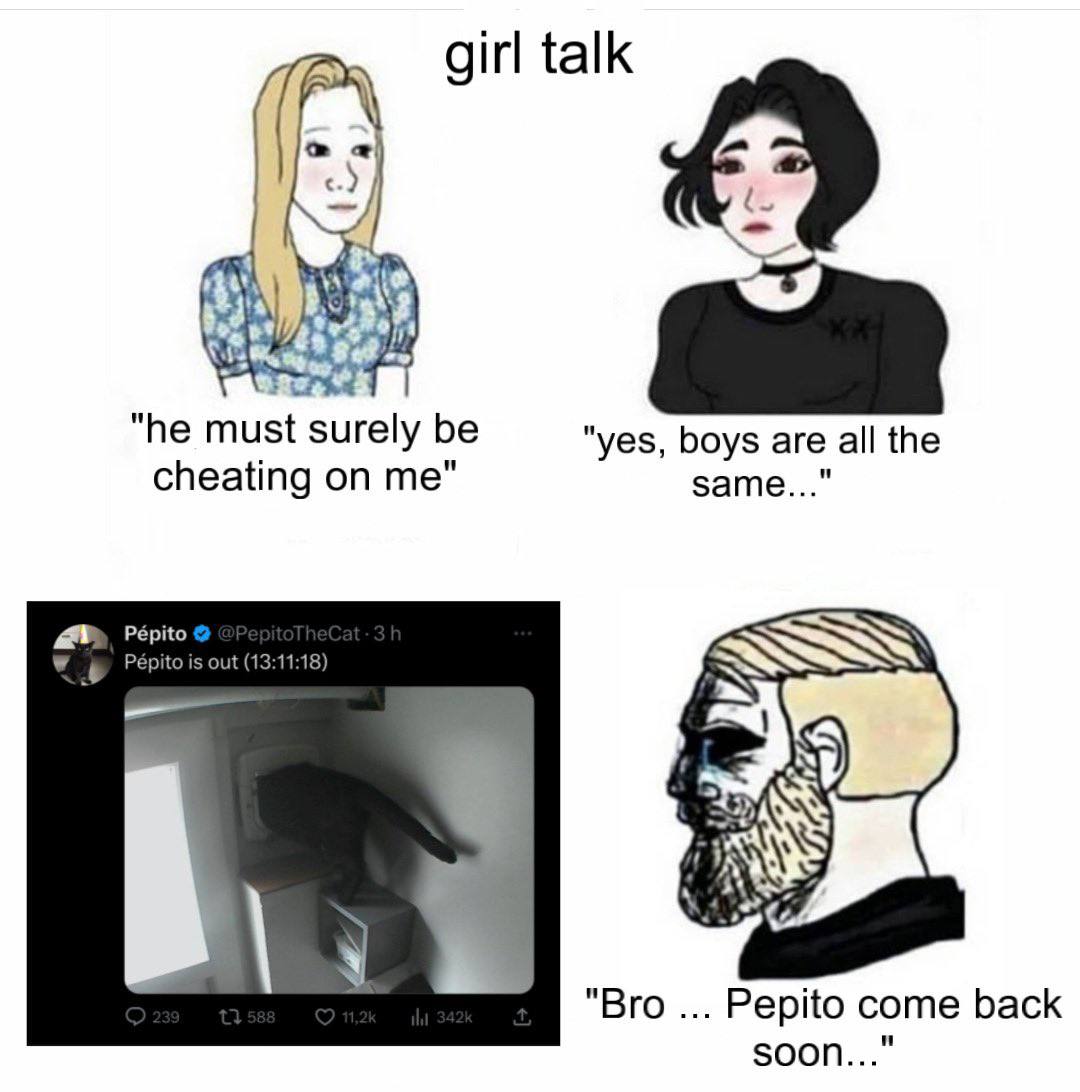 girl talk
"he must surely be
cheating on me"
"yes, boys are all the
same..."
Pépito @PepitoTheCat · 3 h
Pépito is out (13:11:18)
239 588 11,2k 342k
"Bro ... Pepito come back
soon..."